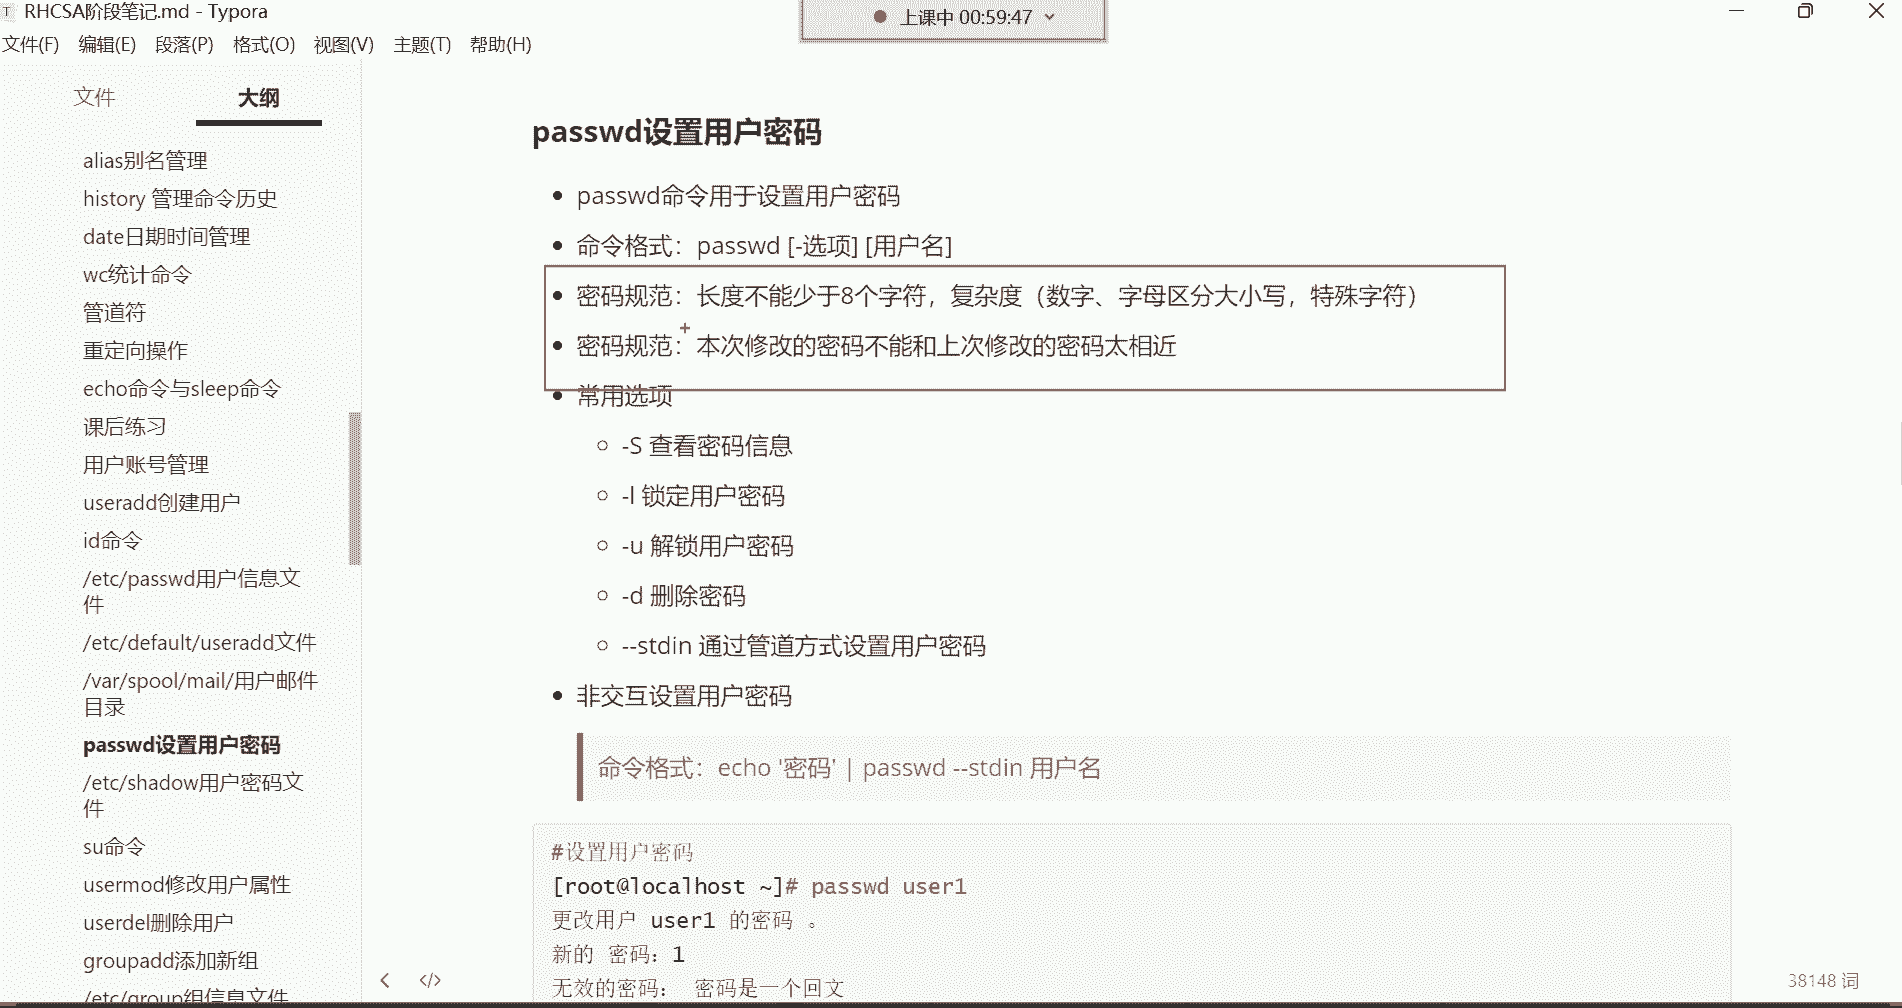 RHCSA阶段笔记.md - Typora
上课中 00:59:47
文件(F) 编辑(E) 段落(P) 格式(O) 视图(V) 主题(T) 帮助(H)
文件 大纲
alias别名管理
history 管理命令历史
date日期时间管理
wc统计命令
管道符
重定向操作
echo命令与sleep命令
课后练习
用户账号管理
useradd创建用户
id命令
/etc/passwd用户信息文
件
/etc/default/useradd文件
/var/spool/mail/用户邮件
目录
passwd设置用户密码
/etc/shadow用户密码文
件
su命令
usermod修改用户属性
userdel删除用户
groupadd添加新组
/etc/group组信息文件
passwd设置用户密码
passwd命令用于设置用户密码
命令格式：passwd [-选项] [用户名]
密码规范：长度不能少于8个字符，复杂度（数字、字母区分大小写，特殊字符）
密码规范：本次修改的密码不能和上次修改的密码太相近
常用选项
-S 查看密码信息
-l 锁定用户密码
-u 解锁用户密码
-d 删除密码
--stdin 通过管道方式设置用户密码
非交互设置用户密码
命令格式：echo '密码' | passwd --stdin 用户名
#设置用户密码
[root@localhost ~]# passwd user1
更改用户 user1 的密码 。
新的 密码：1
无效的密码： 密码是一个回文
38148 词